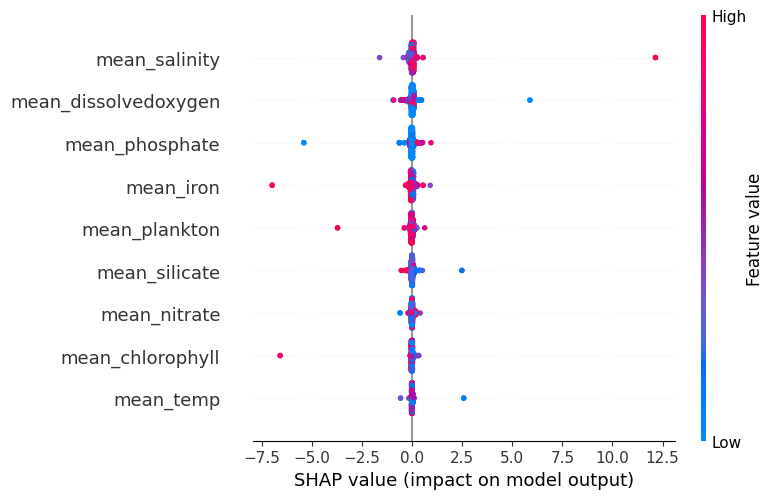 High
mean_salinity
mean_dissolvedoxygen
mean_phosphate
mean_iron
mean_plankton
mean_silicate
mean_nitrate
mean_chlorophyll
mean_temp
Feature value
Low
−7.5 −5.0 −2.5 0.0 2.5 5.0 7.5 10.0 12.5
SHAP value (impact on model output)